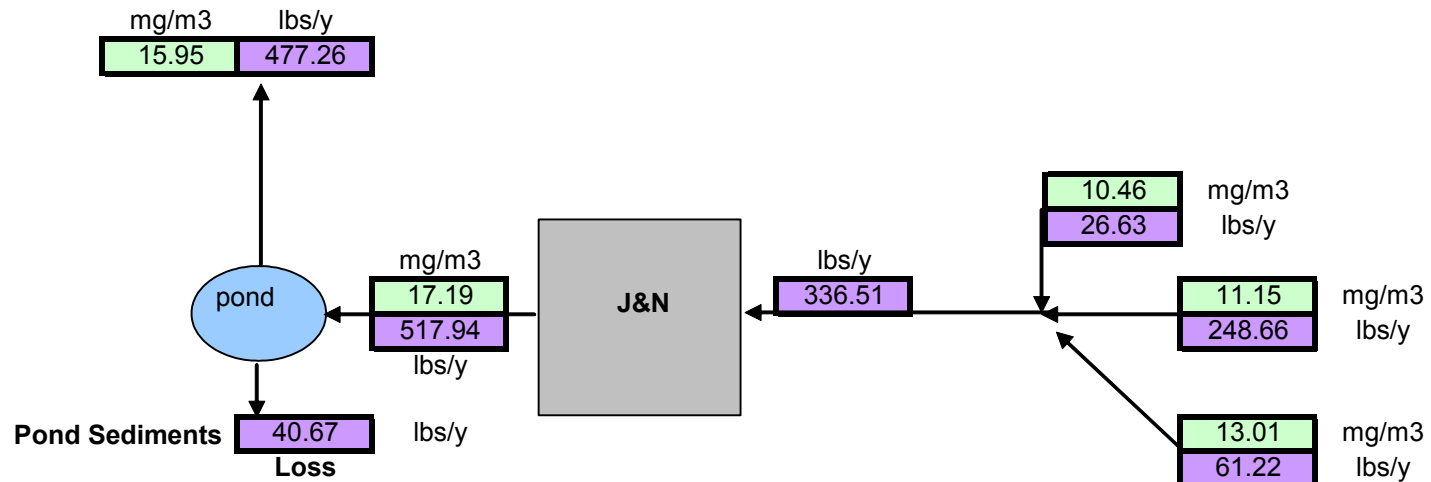 mg/m3 lbs/y
15.95 477.26
10.46 mg/m3
26.63 lbs/y
mg/m3
lbs/y
pond
17.19
J&N
336.51
11.15 mg/m3
517.94
248.66 lbs/y
lbs/y
Pond Sediments 40.67 lbs/y
Loss
13.01 mg/m3
61.22 lbs/y